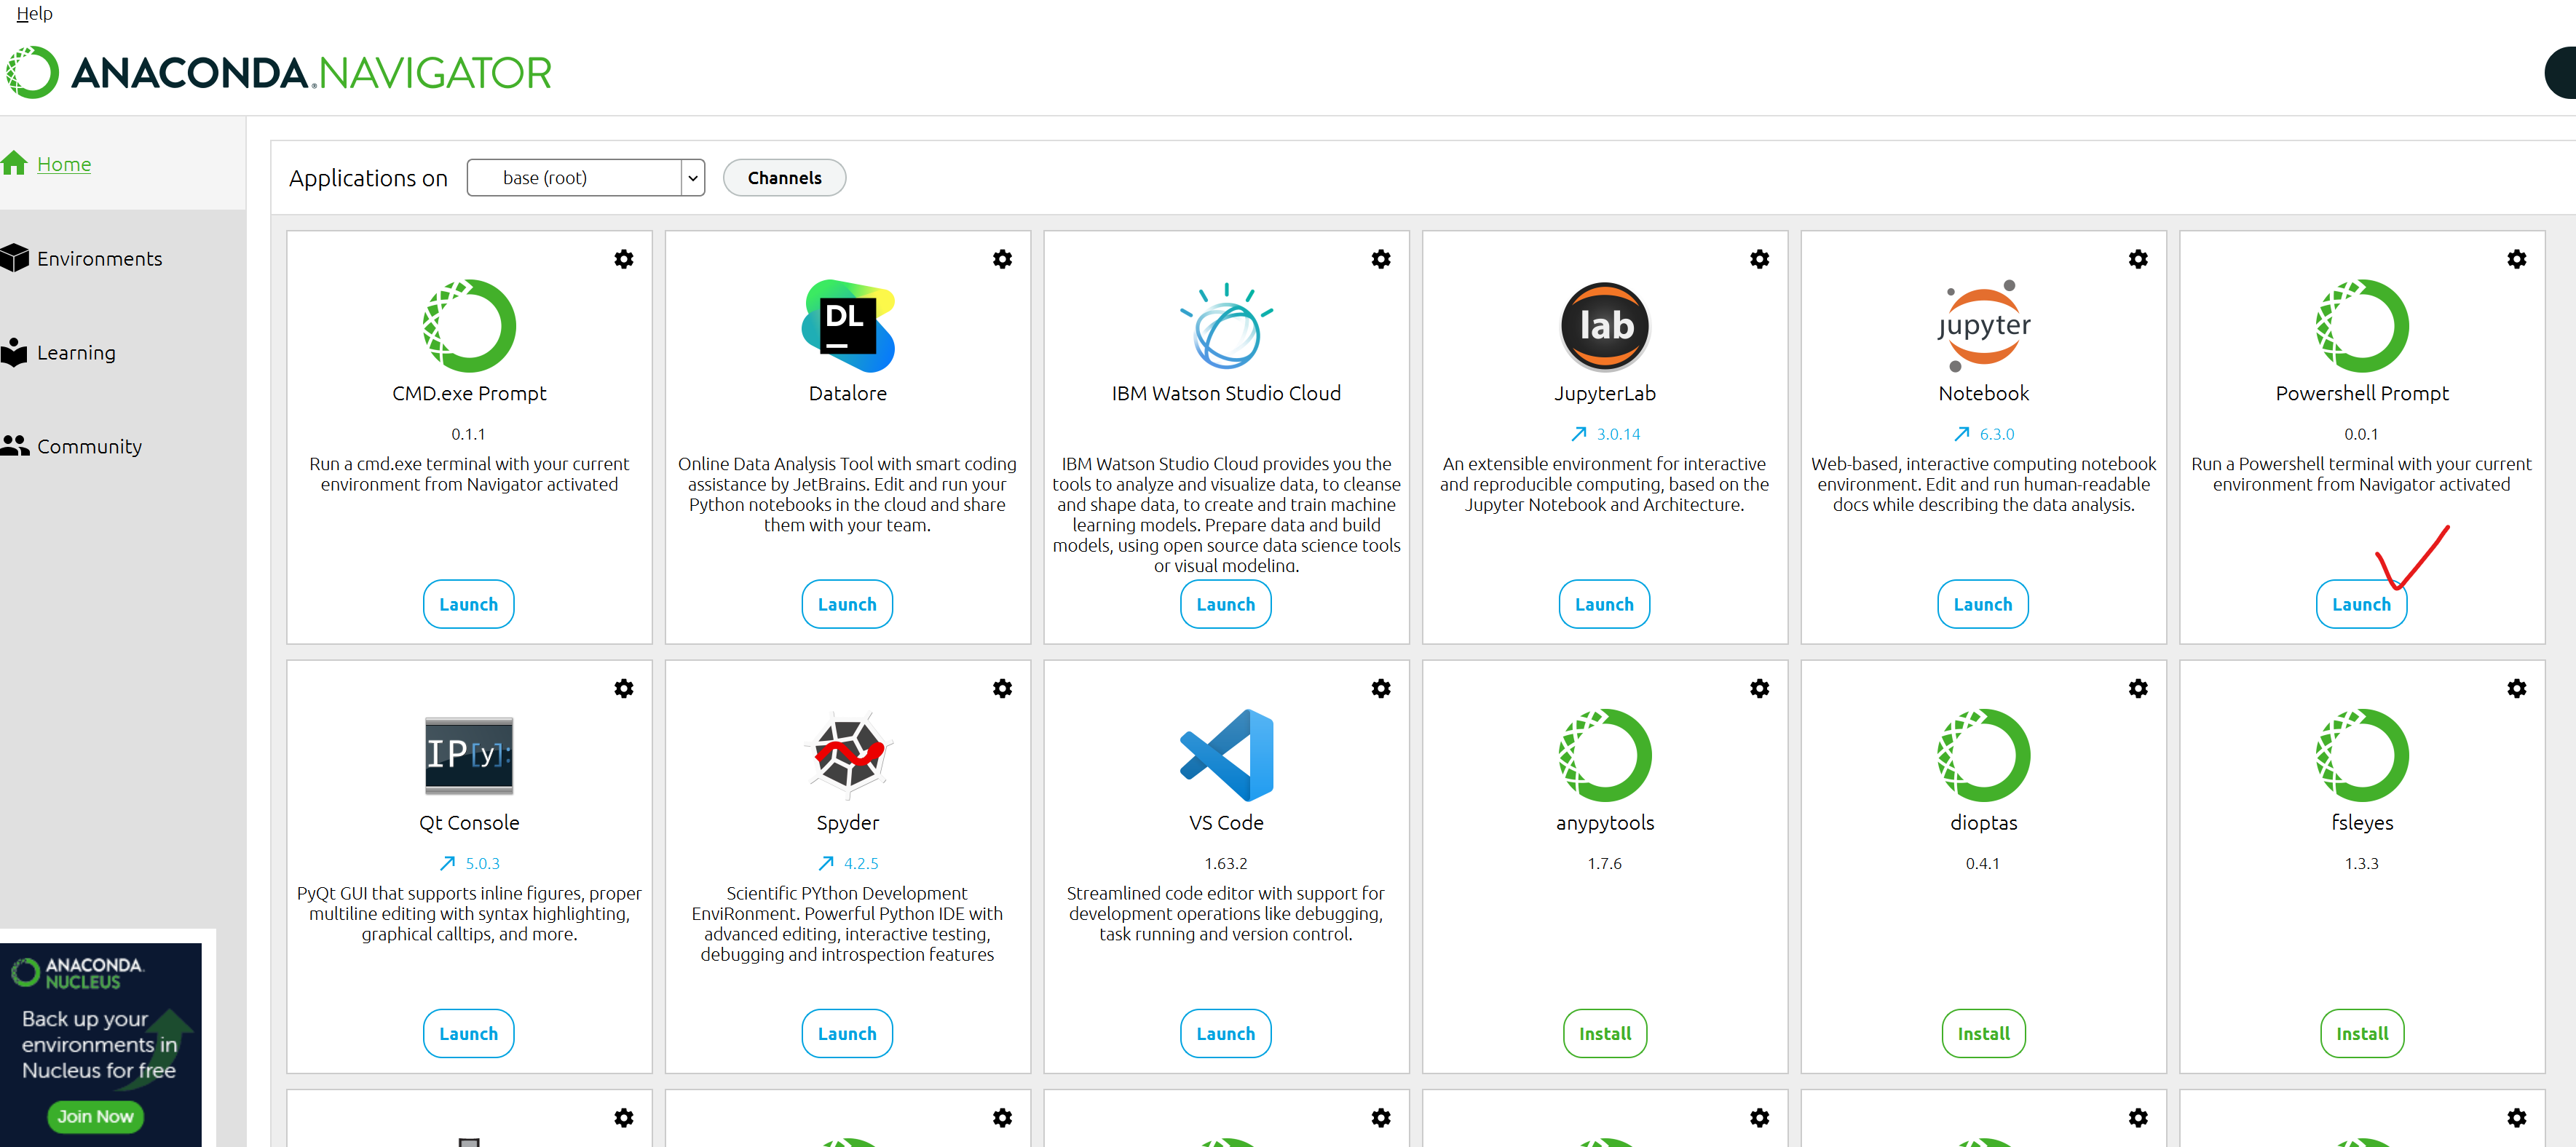 Help
ANACONDA.NAVIGATOR
Home
Environments
Learning
Community
Applications on
base (root)
Channels
CMD.exe Prompt
0.1.1
Run a cmd.exe terminal with your current
environment from Navigator activated
Launch
DL
Datalore
Online Data Analysis Tool with smart coding
assistance by JetBrains. Edit and run your
Python notebooks in the cloud and share
them with your team.
Launch
IBM Watson Studio Cloud
IBM Watson Studio Cloud provides you the
tools to analyze and visualize data, to cleanse
and shape data, to create and train machine
learning models. Prepare data and build
models, using open source data science tools
or visual modeling.
Launch
lab
JupyterLab
3.0.14
An extensible environment for interactive
and reproducible computing, based on the
Jupyter Notebook and Architecture.
Launch
jupyter
Notebook
6.3.0
Web-based, interactive computing notebook
environment. Edit and run human-readable
docs while describing the data analysis.
Launch
Powershell Prompt
0.0.1
Run a Powershell terminal with your current
environment from Navigator activated
Launch
IP[y]:
Qt Console
5.0.3
PyQt GUI that supports inline figures, proper
multiline editing with syntax highlighting,
graphical calltips, and more.
Launch
Spyder
4.2.5
Scientific PYthon Development
EnviRonment. Powerful Python IDE with
advanced editing, interactive testing,
debugging and introspection features
Launch
VS Code
1.63.2
Streamlined code editor with support for
development operations like debugging,
task running and version control.
Launch
anypytools
1.7.6
Install
dioptas
0.4.1
Install
fsleyes
1.3.3
Install
ANACONDA.
NUCLEUS
Back up your
environments in
Nucleus for free
Join Now